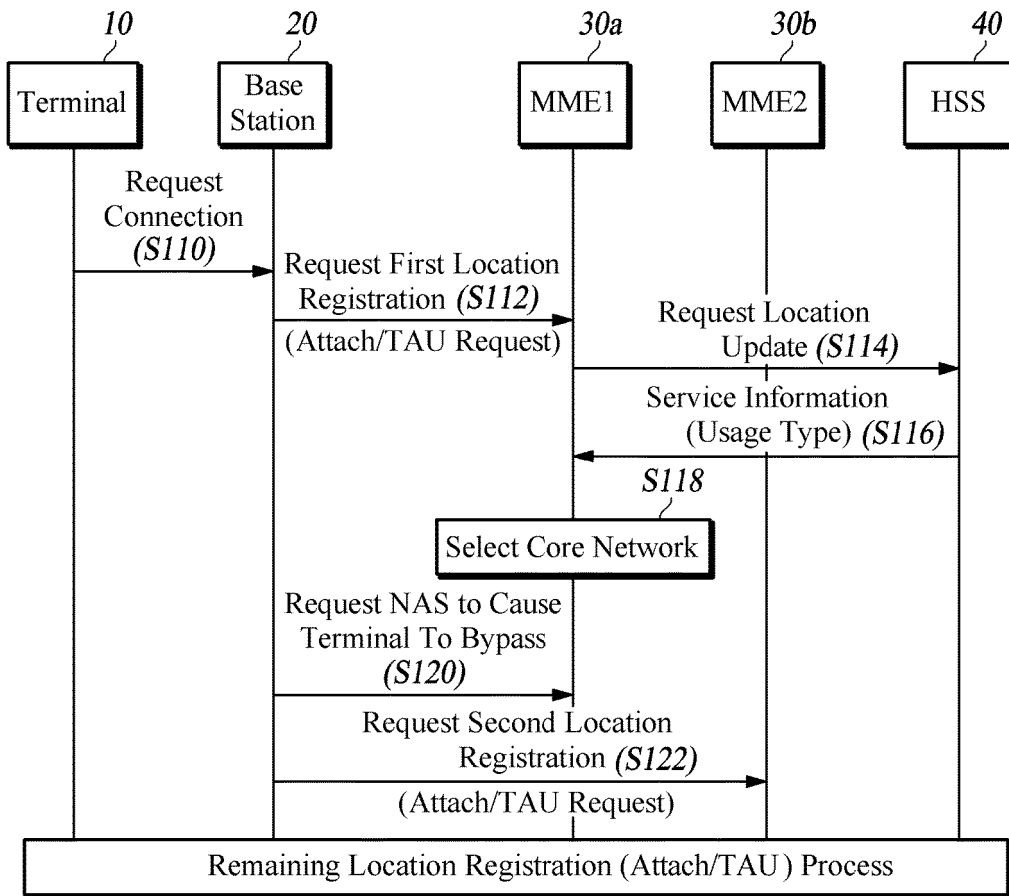 10
20
30a
30b
40
Terminal
Base
Station
MME1
MME2
HSS
Request
Connection
(S110)
Request First Location
Registration (S112)
(Attach/TAU Request)
Request Location
Update (S114)
Service Information
(Usage Type) (S116)
S118
Select Core Network
Request NAS to Cause
Terminal To Bypass
(S120)
Request Second Location
Registration (S122)
(Attach/TAU Request)
Remaining Location Registration (Attach/TAU) Process